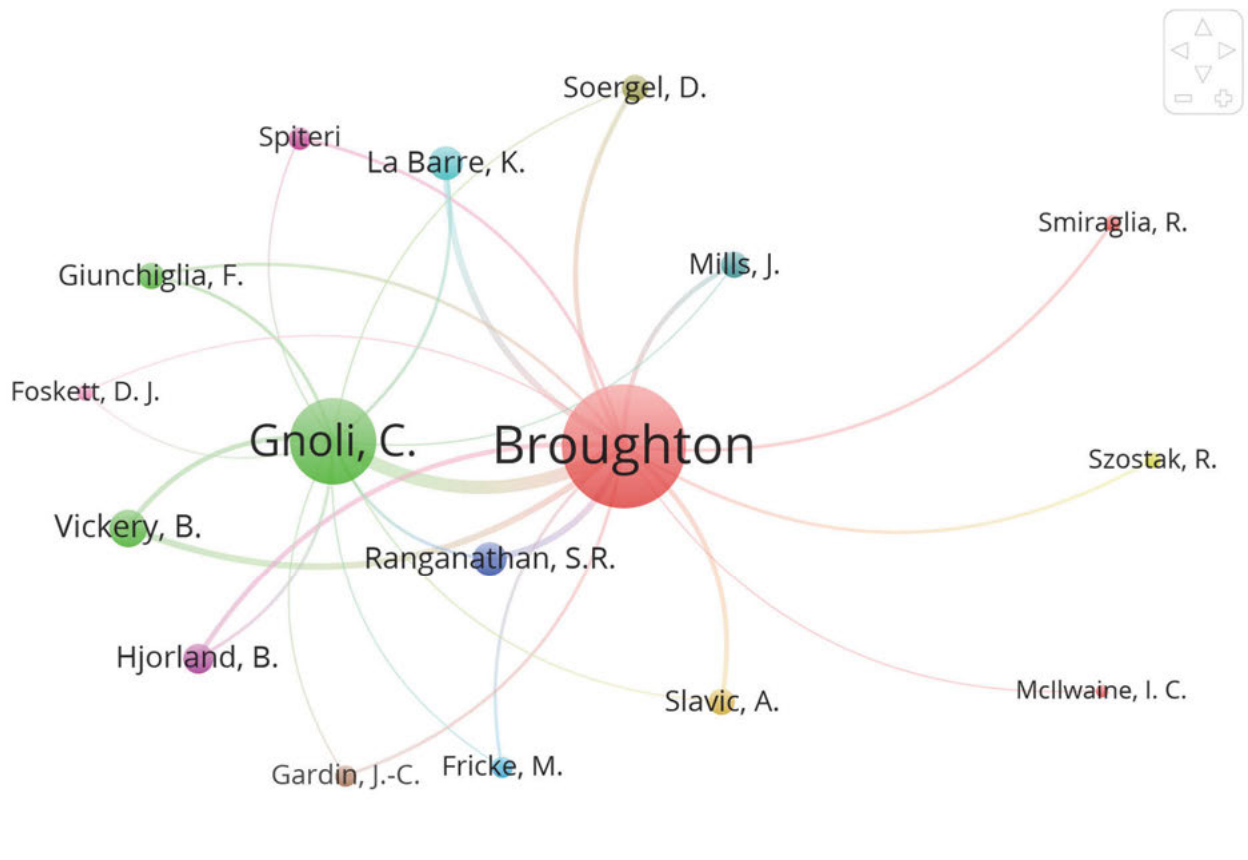 Soergel, D.
Spiteri
La Barre, K.
Smiraglia, R.
Mills, J.
Giunchiglia, F.
Foskett, D. J.
Gnoli, C.
Broughton
Szostak, R.
Vickery, B.
Ranganathan, S.R.
Hjorland, B.
McIlwaine, I. C.
Slavic, A.
Fricke, M.
Gardin, J.-C.